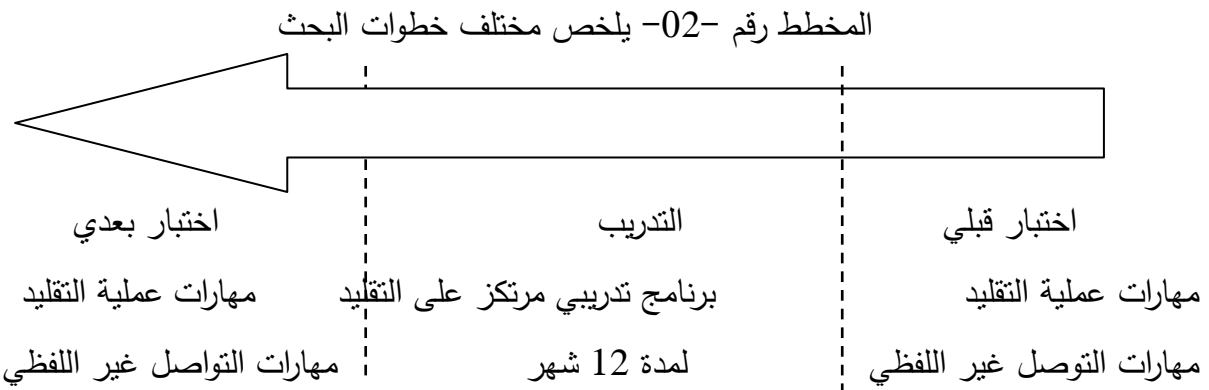 المخطط رقم -02- يلخص مختلف خطوات البحث
اختبار قبلي
التدريب
اختبار بعدي
مهارات عملية التقليد
برنامج تدريبي مرتكز على التقليد
مهارات عملية التقليد
مهارات التوصل غير اللفظي
لمدة 12 شهر
مهارات التواصل غير اللفظي